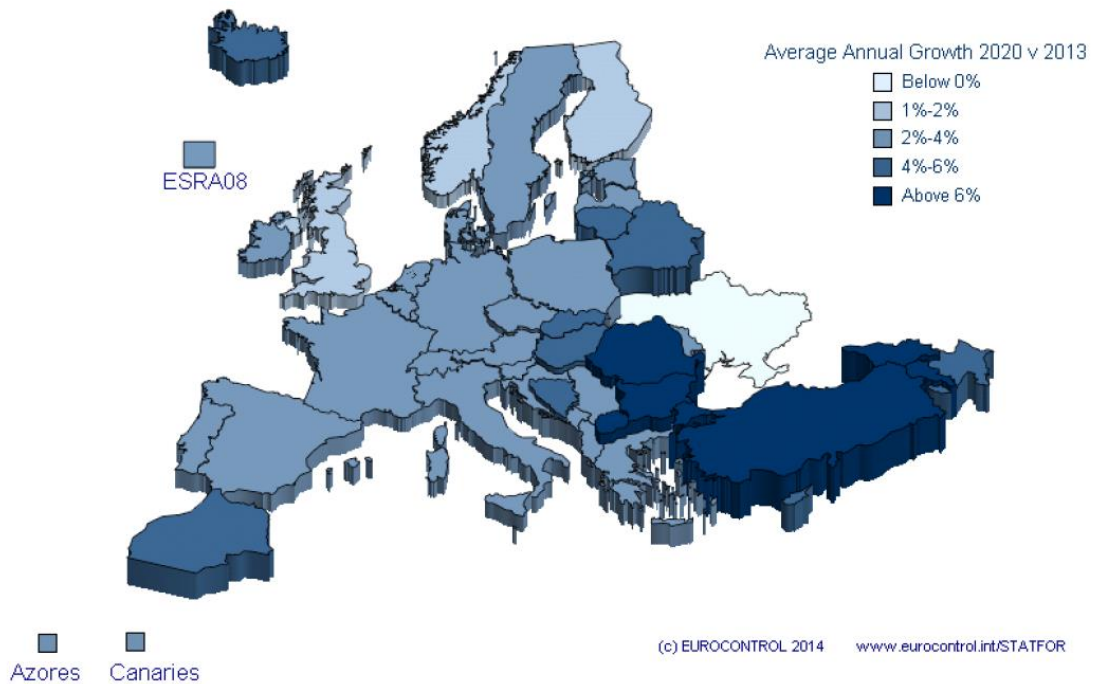 Average Annual Growth 2020 v 2013
Below 0%
1%-2%
2%-4%
4%-6%
Above 6%
1
ESRA08
Azores
Canaries
(c) EUROCONTROL 2014
www.eurocontrol.int/STATFOR